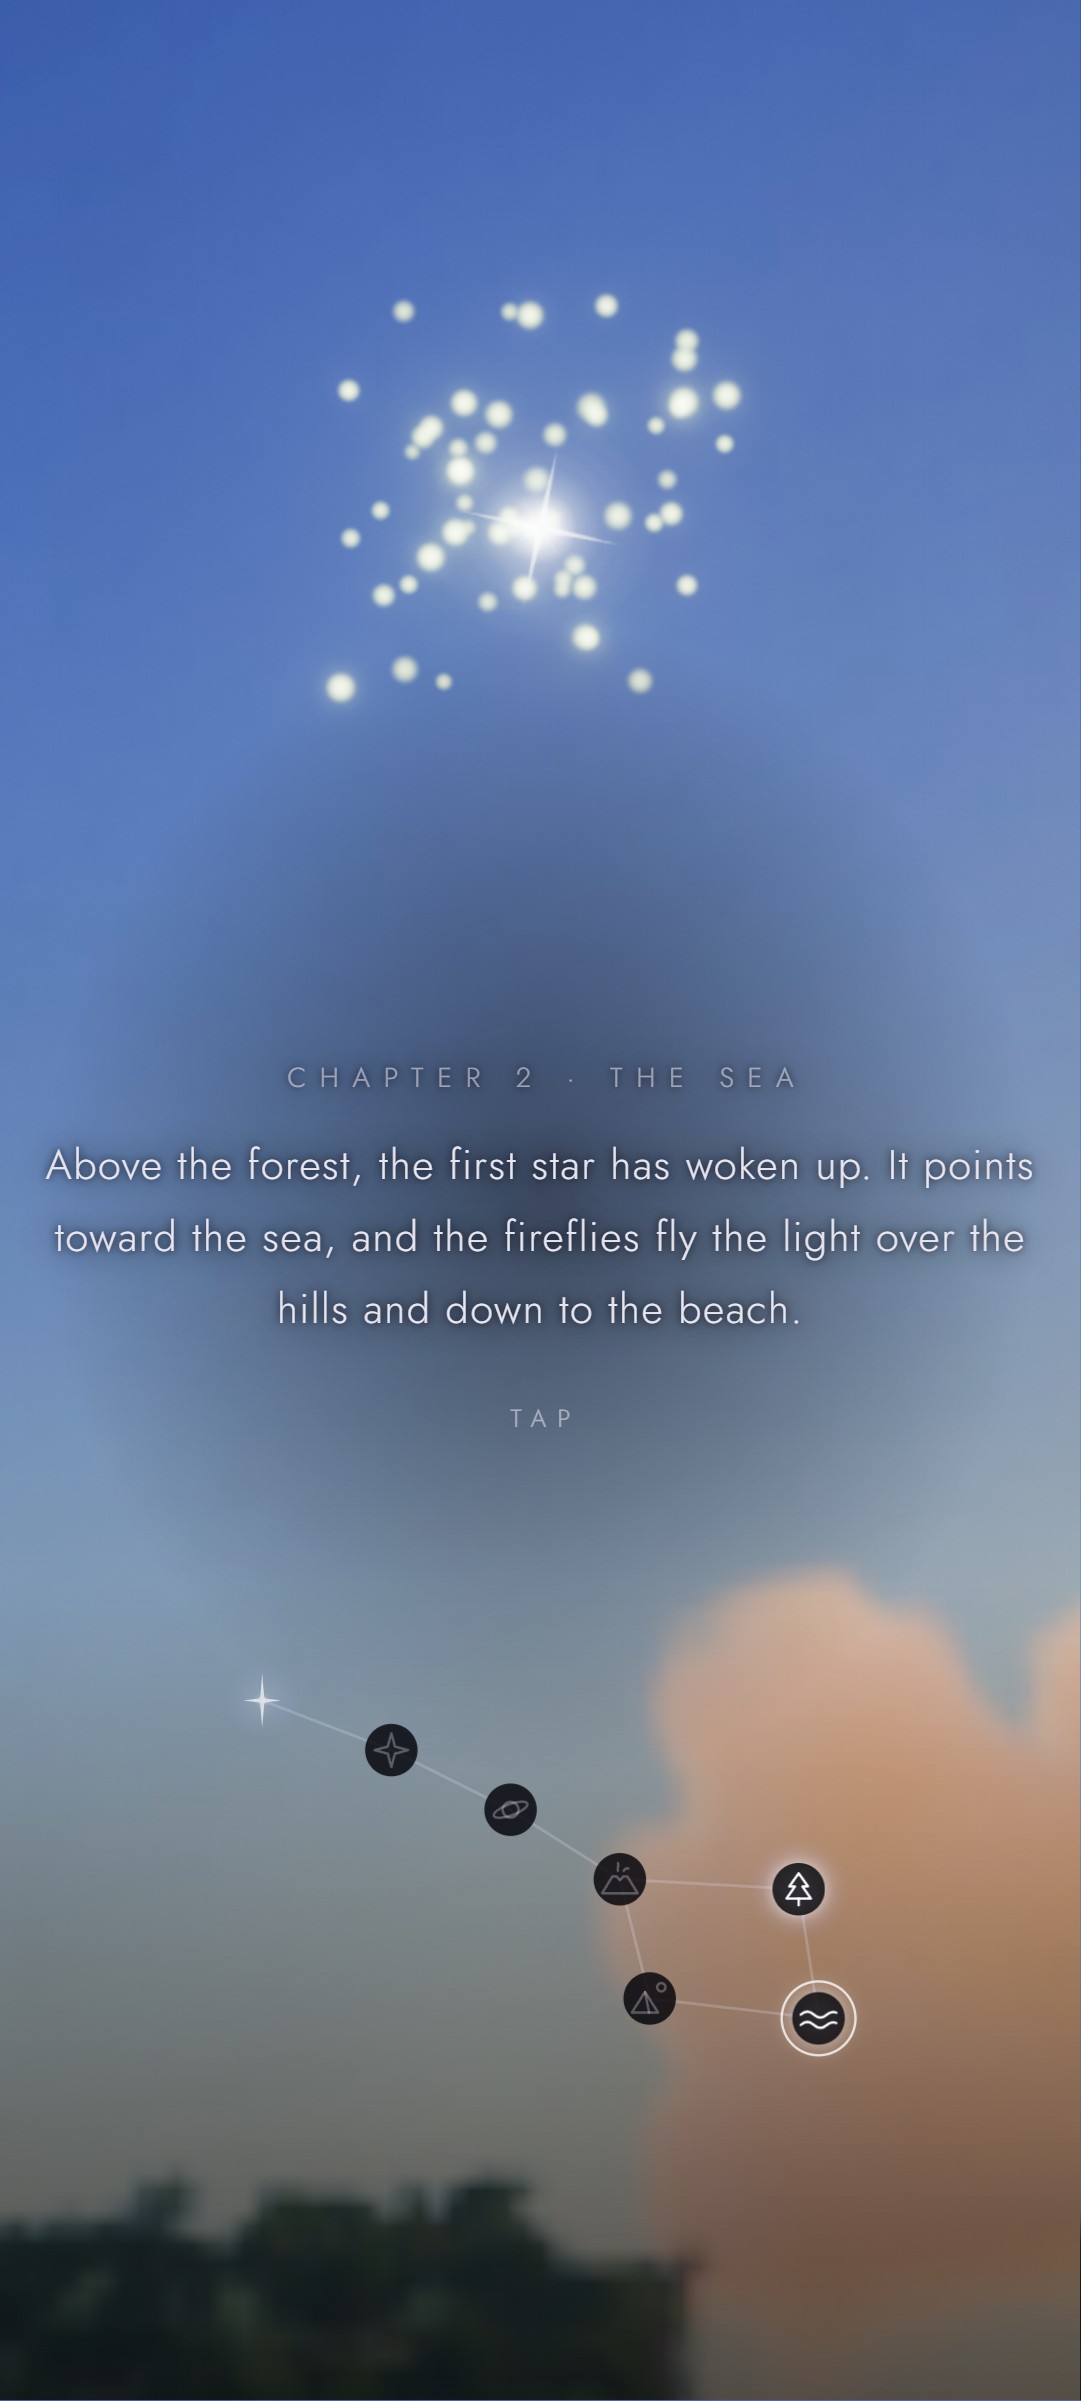 CHAPTER 2 · THE SEA
Above the forest, the first star has woken up. It points
toward the sea, and the fireflies fly the light over the
hills and down to the beach.
TAP